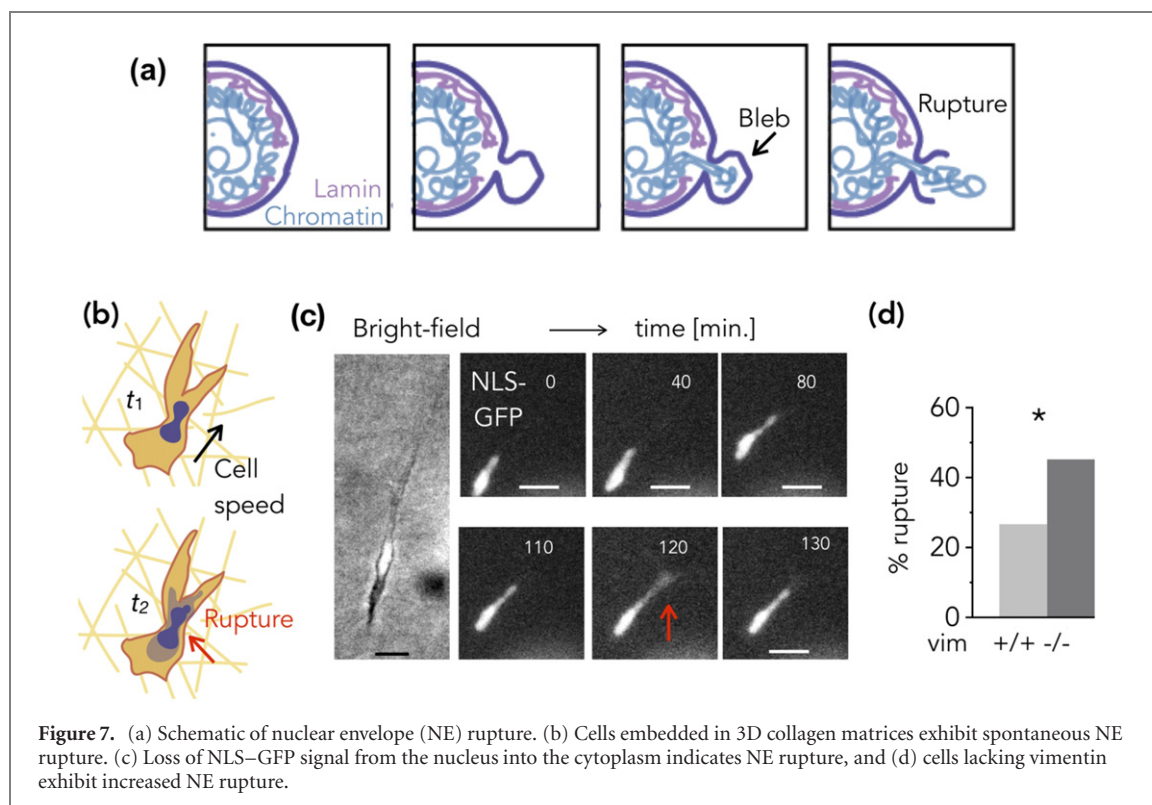 (a)
Lamin
Chromatin
Bleb
Rupture
(b)
t1
Cell
speed
t2
Rupture
(c)
Bright-field → time [min.]
NLS-
GFP
0
40
80
110
120
130
(d)
% rupture
60
40
20
0
*
vim +/+ -/-
Figure 7. (a) Schematic of nuclear envelope (NE) rupture. (b) Cells embedded in 3D collagen matrices exhibit spontaneous NE
rupture. (c) Loss of NLS–GFP signal from the nucleus into the cytoplasm indicates NE rupture, and (d) cells lacking vimentin
exhibit increased NE rupture.